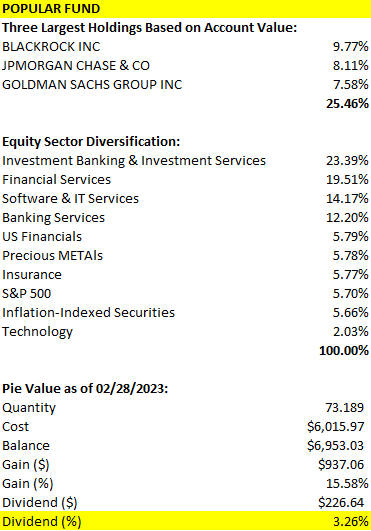 POPULAR FUND
Three Largest Holdings Based on Account Value:
BLACKROCK INC 9.77%
JPMORGAN CHASE & CO 8.11%
GOLDMAN SACHS GROUP INC 7.58%
25.46%
Equity Sector Diversification:
Investment Banking & Investment Services 23.39%
Financial Services 19.51%
Software & IT Services 14.17%
Banking Services 12.20%
US Financials 5.79%
Precious METAls 5.78%
Insurance 5.77%
S&P 500 5.70%
Inflation-Indexed Securities 5.66%
Technology 2.03%
100.00%
Pie Value as of 02/28/2023:
Quantity 73.189
Cost $6,015.97
Balance $6,953.03
Gain ($) $937.06
Gain (%) 15.58%
Dividend ($) $226.64
Dividend (%) 3.26%